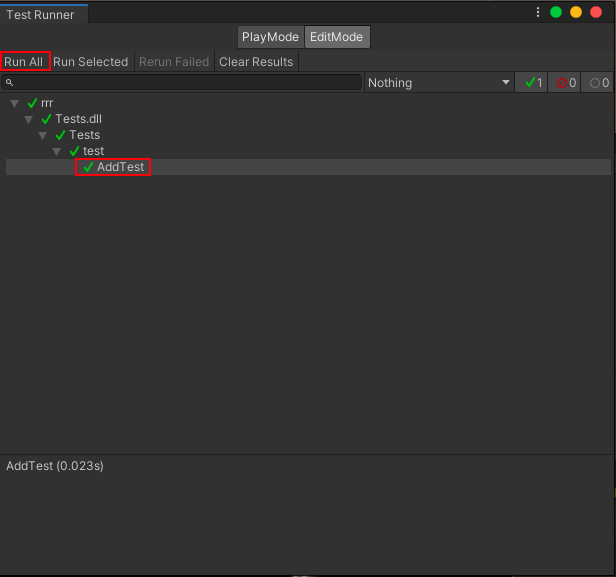 Test Runner
PlayMode EditMode
Run All Run Selected Rerun Failed Clear Results
Nothing 1 0 0
rrr
Tests.dll
Tests
test
AddTest
AddTest (0.023s)